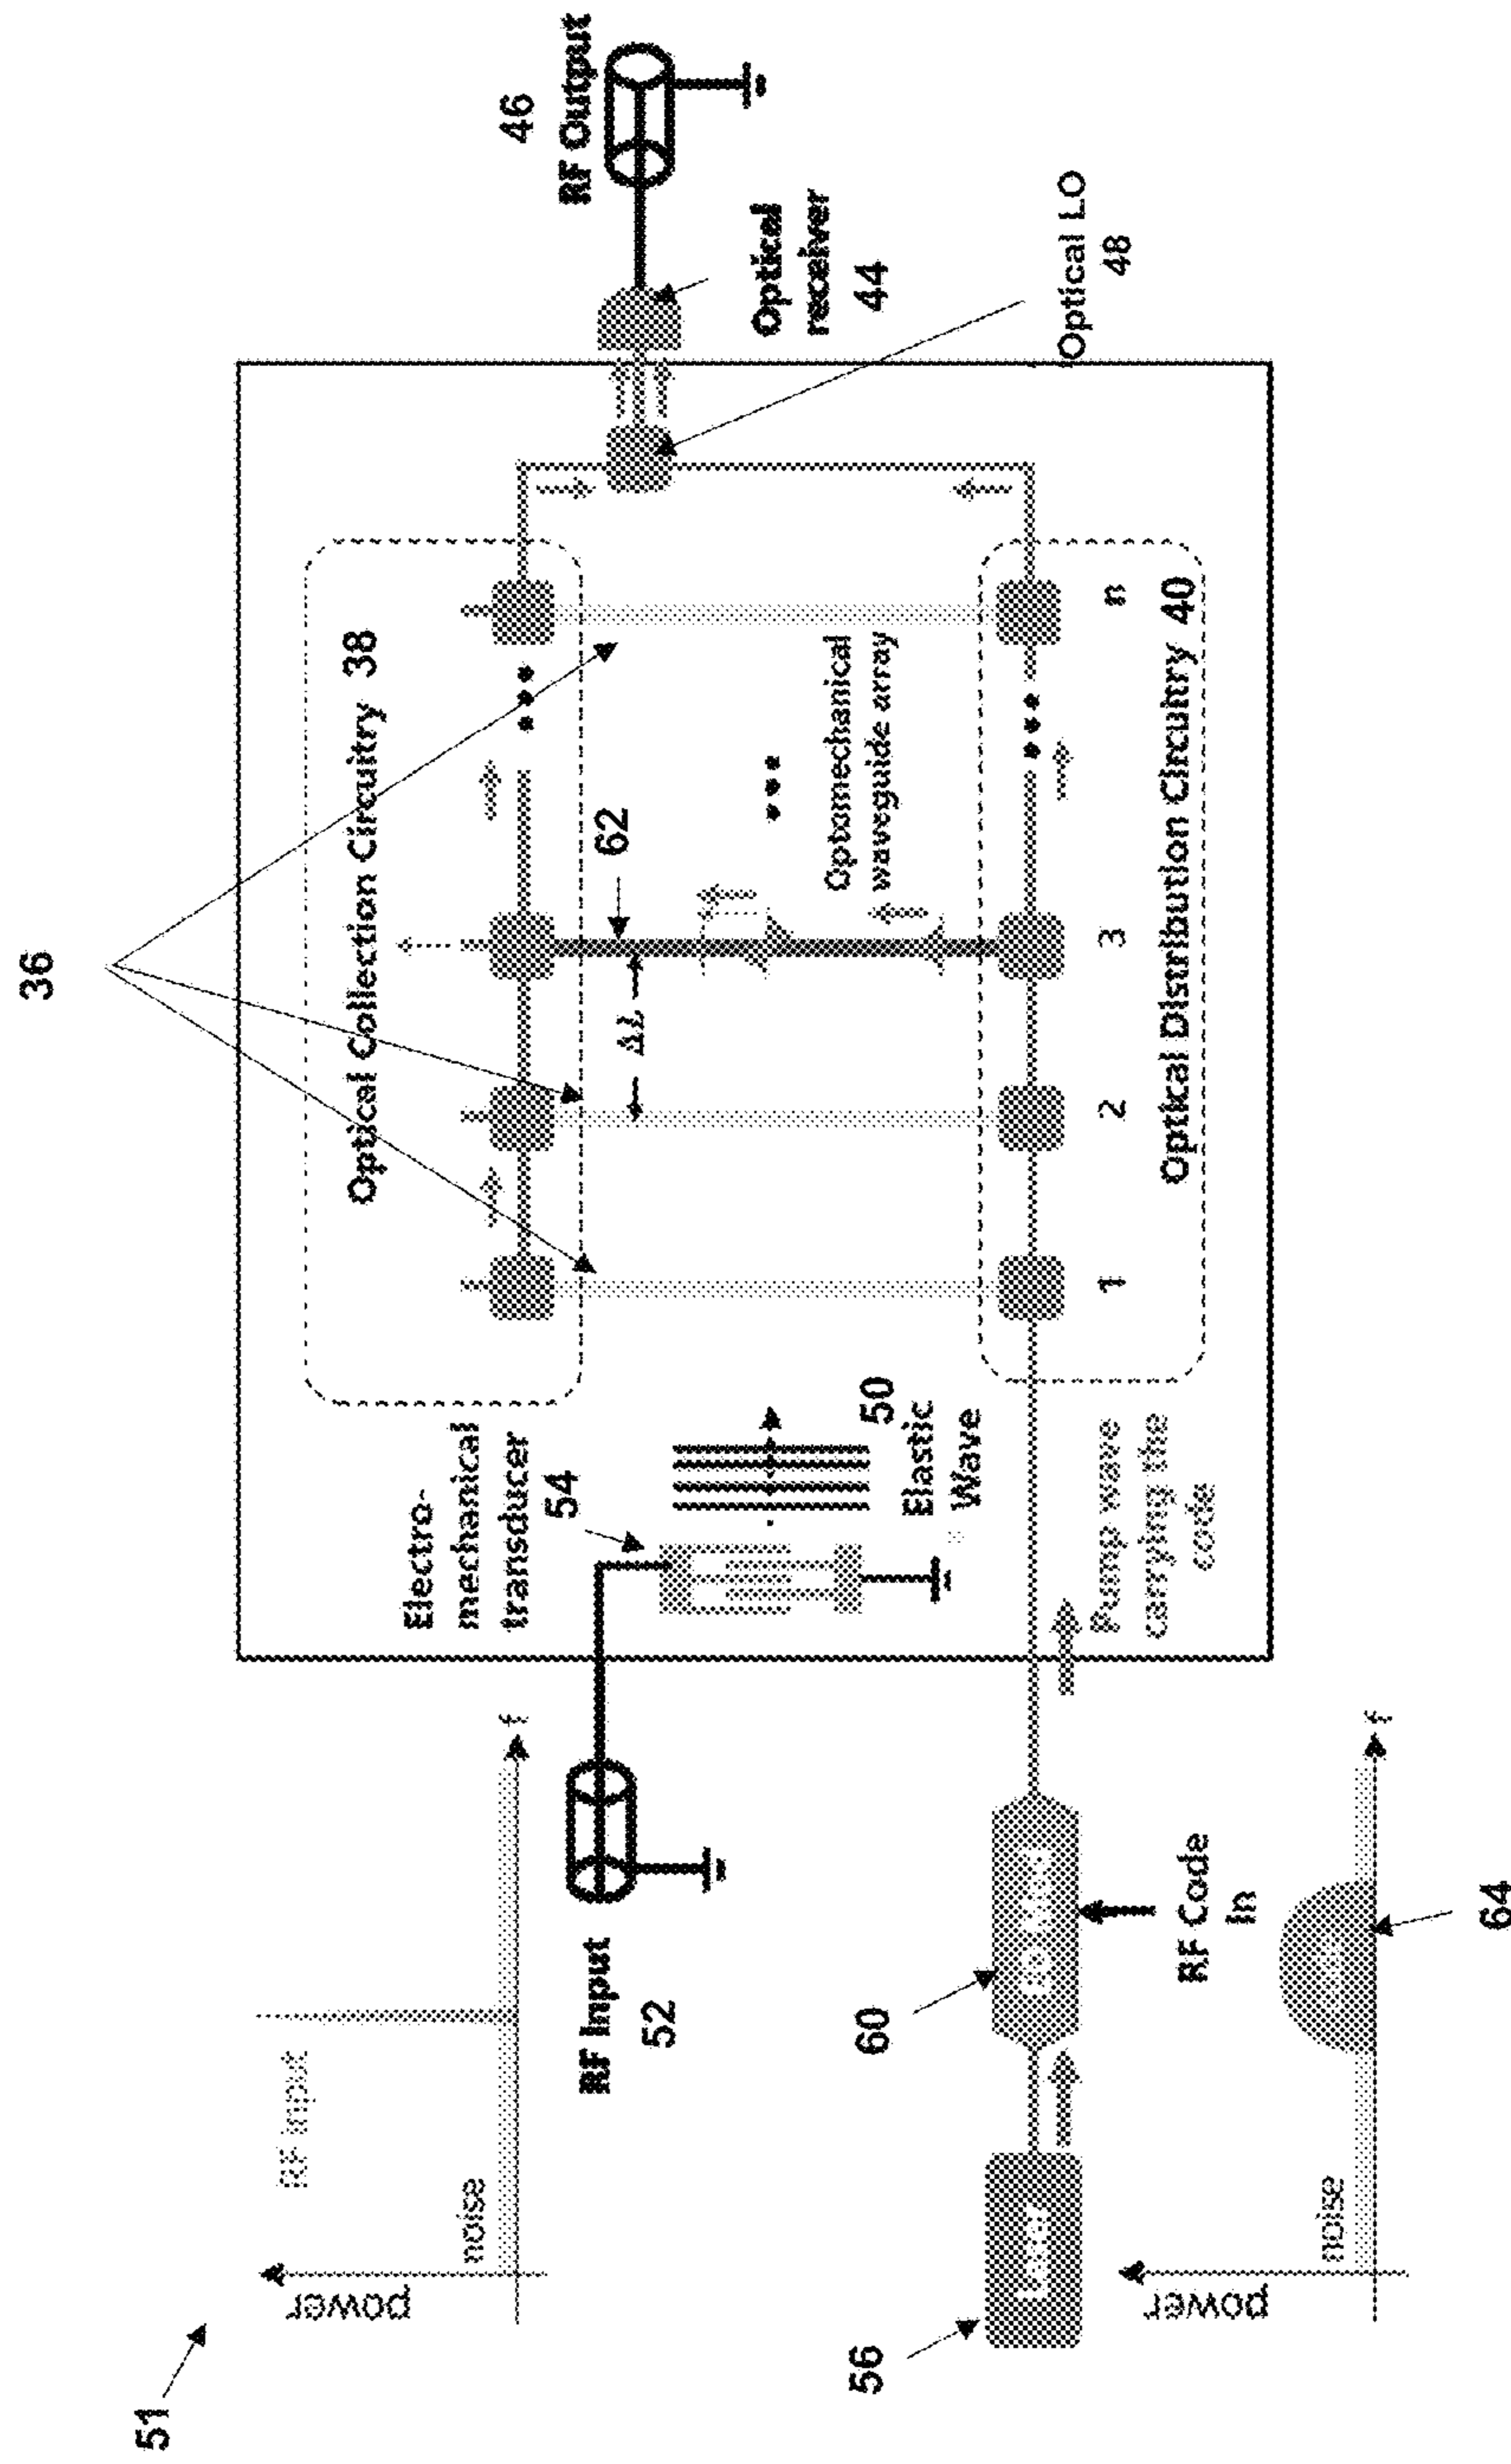 51
power
RF input
noise
f
RF Input
52
56
Laser
60
RF Code
In
power
noise
f
64
Electro-
mechanical
transducer
54
50
Elastic
Wave
Pump wave
carrying the
code
36
Optical Collection Circuitry 38
ΔL
62
Optomechanical
waveguide array
1
2
3
n
Optical Distribution Circuitry 40
46
RF Output
Optical
receiver
44
Optical LO
48